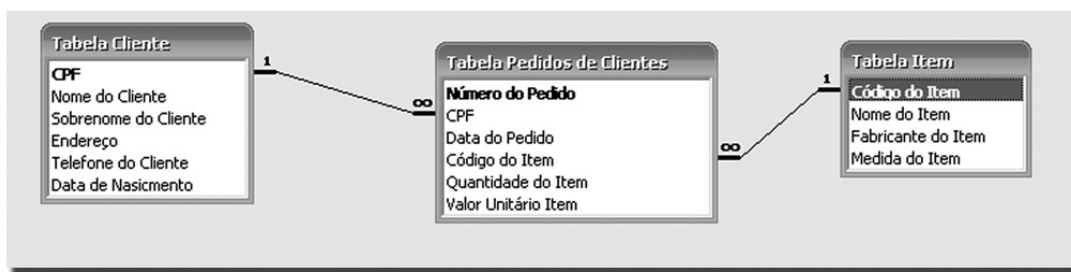 Tabela Cliente
CPF
Nome do Cliente
Sobrenome do Cliente
Endereço
Telefone do Cliente
Data de Nasicmento
1
∞
Tabela Pedidos de Clientes
Número do Pedido
CPF
Data do Pedido
Código do Item
Quantidade do Item
Valor Unitário Item
∞
1
Tabela Item
Código do Item
Nome do Item
Fabricante do Item
Medida do Item